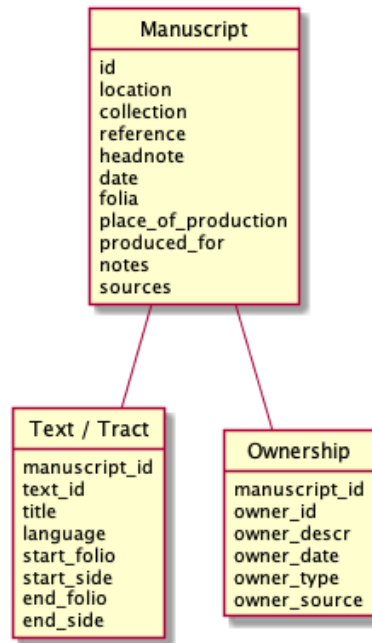 Manuscript
id
location
collection
reference
headnote
date
folia
place_of_production
produced_for
notes
sources
Text / Tract
manuscript_id
text_id
title
language
start_folio
start_side
end_folio
end_side
Ownership
manuscript_id
owner_id
owner_descr
owner_date
owner_type
owner_source